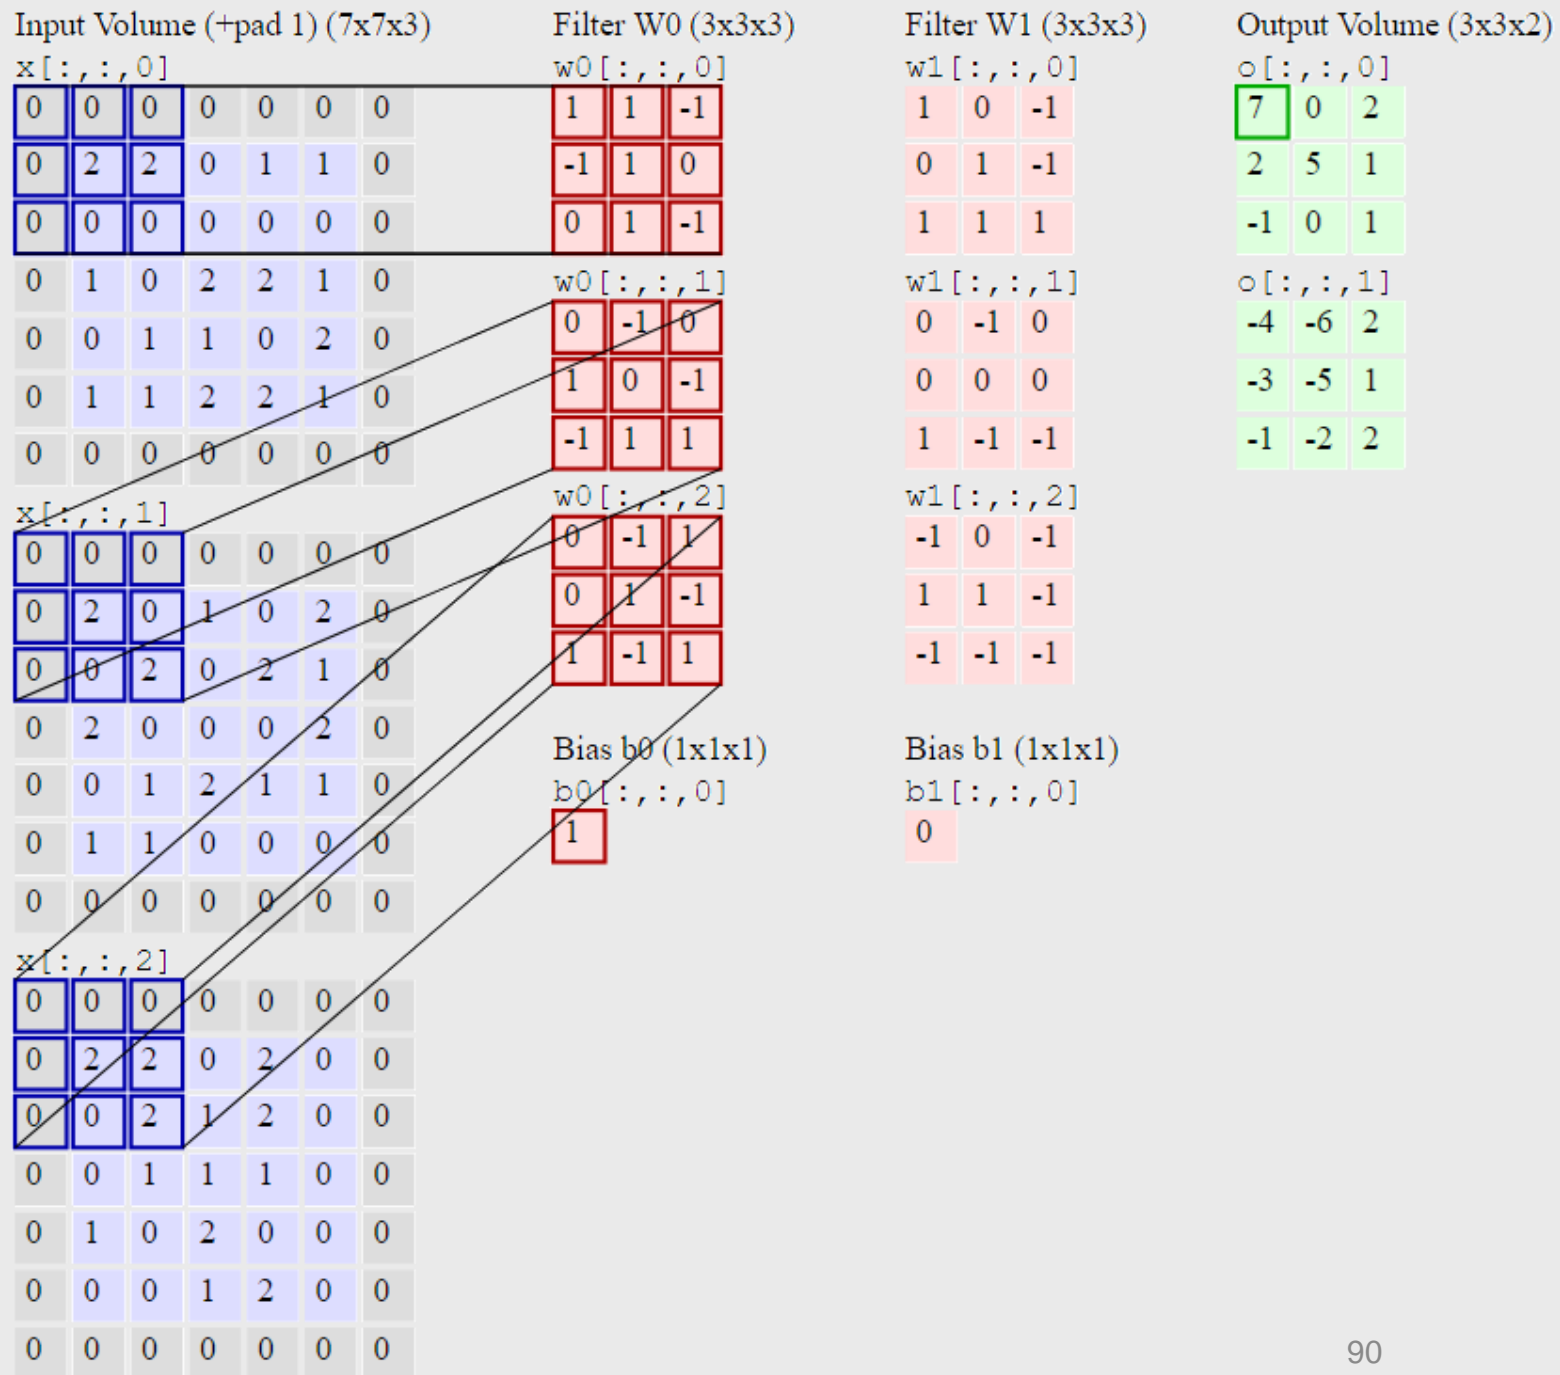 Input Volume (+pad 1) (7x7x3)
x[:,:,0]
0 0 0 0 0 0 0
0 2 2 0 1 1 0
0 0 0 0 0 0 0
0 1 0 2 2 1 0
0 0 1 1 0 2 0
0 1 1 2 2 1 0
0 0 0 0 0 0 0
x[:,:,1]
0 0 0 0 0 0 0
0 2 0 1 0 2 0
0 0 2 0 2 1 0
0 2 0 0 0 2 0
0 0 1 2 1 1 0
0 1 1 0 0 0 0
0 0 0 0 0 0 0
x[:,:,2]
0 0 0 0 0 0 0
0 2 2 0 2 0 0
0 0 2 1 2 0 0
0 0 1 1 1 0 0
0 1 0 2 0 0 0
0 0 0 1 2 0 0
0 0 0 0 0 0 0
Filter W0 (3x3x3)
w0[:,:,0]
1 1 -1
-1 1 0
0 1 -1
w0[:,:,1]
0 -1 0
1 0 -1
-1 1 1
w0[:,:,2]
0 -1 1
0 1 -1
1 -1 1
Bias b0 (1x1x1)
b0[:,:,0]
1
Filter W1 (3x3x3)
w1[:,:,0]
1 0 -1
0 1 -1
1 1 1
w1[:,:,1]
0 -1 0
0 0 0
1 -1 -1
w1[:,:,2]
-1 0 -1
1 1 -1
-1 -1 -1
Bias b1 (1x1x1)
b1[:,:,0]
0
Output Volume (3x3x2)
o[:,:,0]
7 0 2
2 5 1
-1 0 1
o[:,:,1]
-4 -6 2
-3 -5 1
-1 -2 2
90